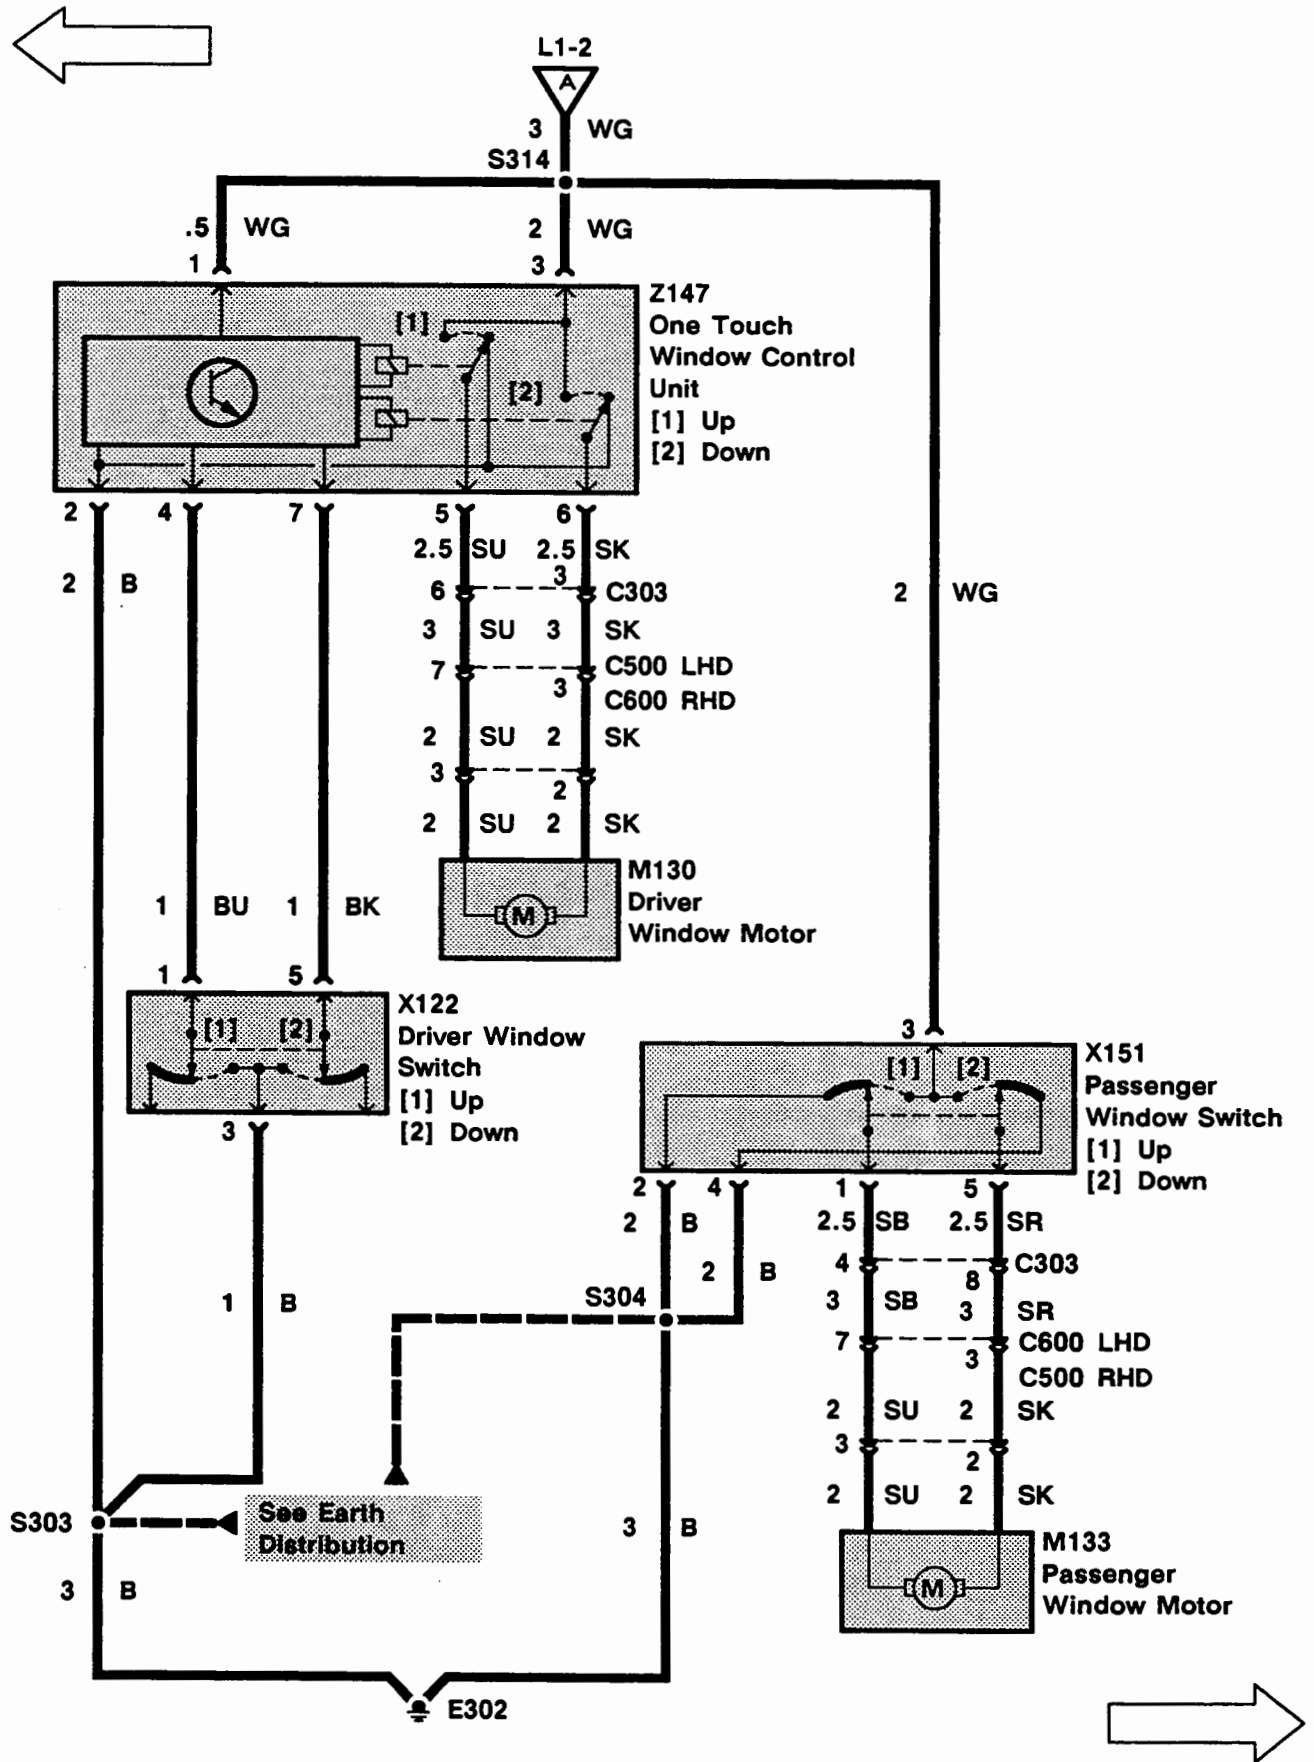 L1-2
A
3 WG
S314
.5 WG
2 WG
1
3
Z147
One Touch
Window Control
Unit
[1] Up
[2] Down
[1]
[2]
2
4
7
5
6
2.5 SU
2.5 SK
2 B
6
3
C303
2 WG
3 SU
3 SK
7
3
C500 LHD
C600 RHD
2 SU
2 SK
3
2
2 SU
2 SK
M130
Driver
Window Motor
M
1 BU
1 BK
1
5
X122
Driver Window
Switch
[1] Up
[2] Down
[1]
[2]
3
3
X151
Passenger
Window Switch
[1] Up
[2] Down
[1]
[2]
2
4
1
5
2 B
2.5 SB
2.5 SR
2 B
4
8
C303
1 B
S304
3 SB
3 SR
7
3
C600 LHD
C500 RHD
2 SU
2 SK
3
2
2 SU
2 SK
S303
See Earth
Distribution
3 B
M133
Passenger
Window Motor
M
3 B
E302